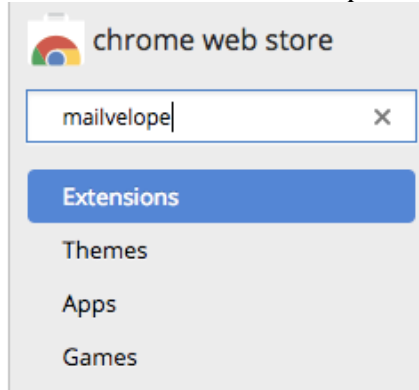 chrome web store
mailvelope
Extensions
Themes
Apps
Games